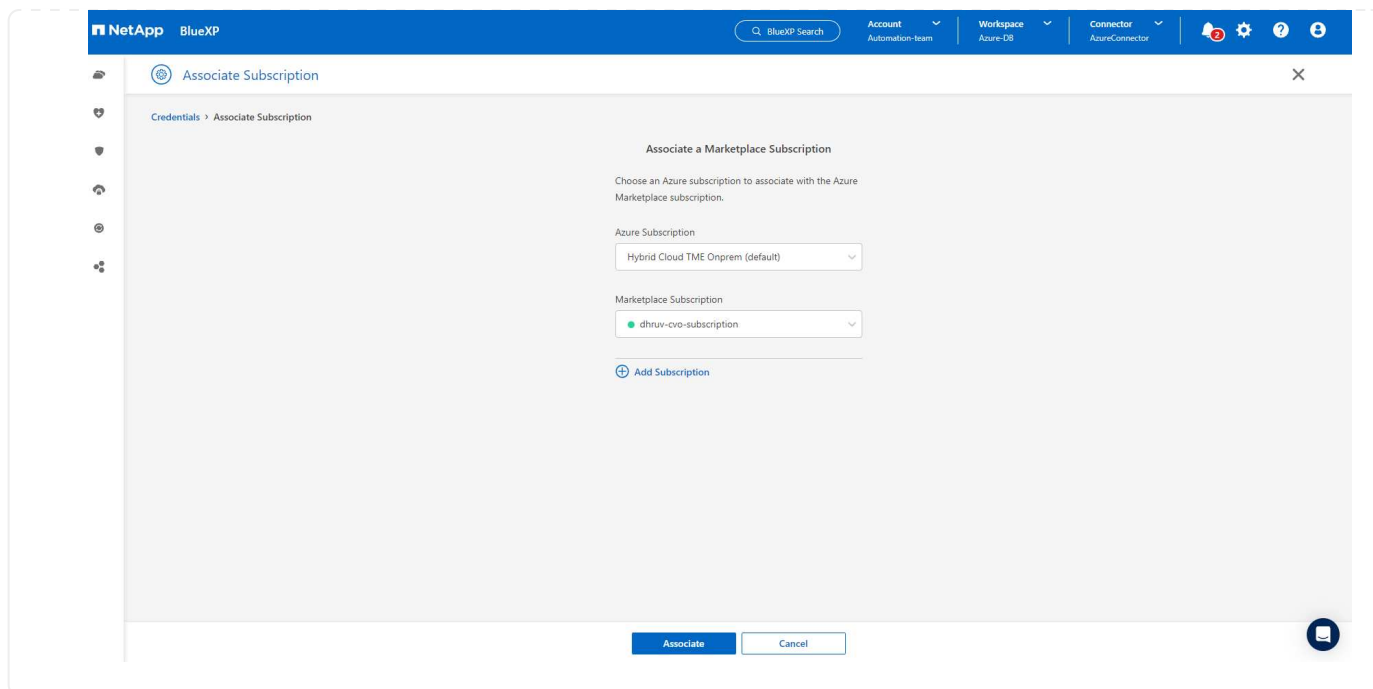 NetApp BlueXP
BlueXP Search
Account
Automation-team
Workspace
Azure-DB
Connector
AzureConnector
2
Associate Subscription
Credentials > Associate Subscription
Associate a Marketplace Subscription
Choose an Azure subscription to associate with the Azure
Marketplace subscription.
Azure Subscription
Hybrid Cloud TME Onprem (default)
Marketplace Subscription
dhruv-cvo-subscription
Add Subscription
Associate
Cancel